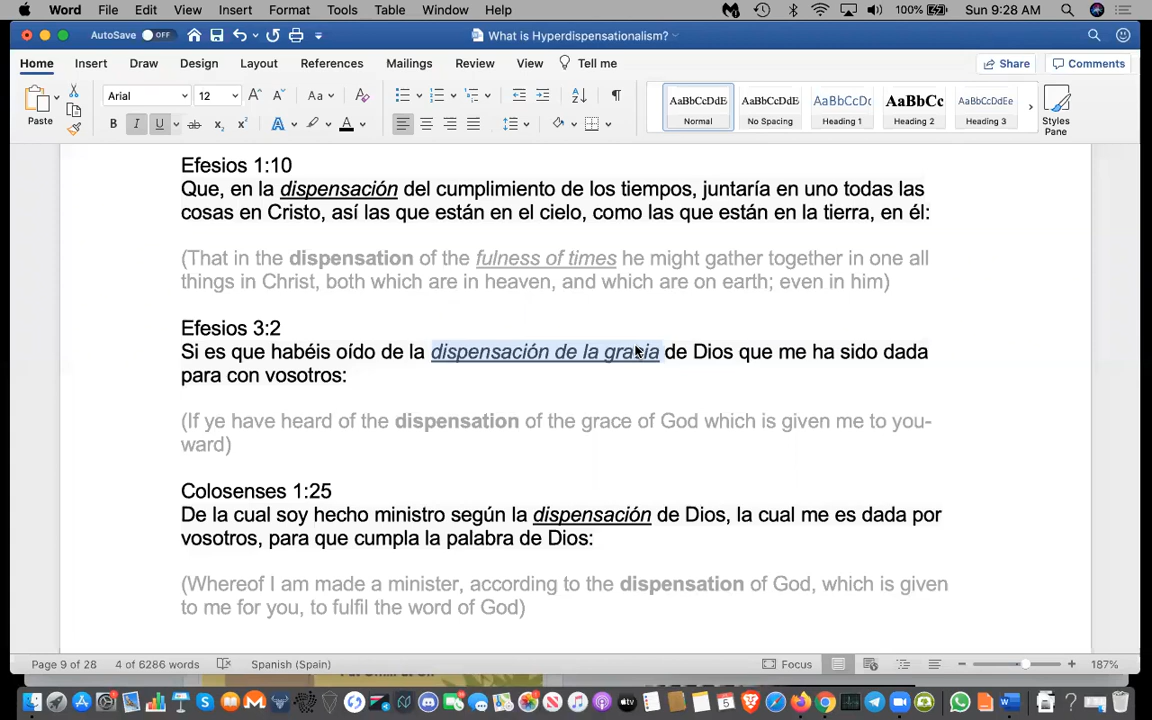 Word File Edit View Insert Format Tools Table Window Help 100% Sun 9:28 AM
AutoSave OFF What is Hyperdispensationalism?
Home Insert Draw Design Layout References Mailings Review View Tell me Share Comments
Paste Arial 12 Aa AaBbCcDdE AaBbCcDdE AaBbCcDc AaBbCc AaBbCcDdEe
Normal No Spacing Heading 1 Heading 2 Heading 3 Styles Pane
Efesios 1:10
Que, en la dispensación del cumplimiento de los tiempos, juntaría en uno todas las
cosas en Cristo, así las que están en el cielo, como las que están en la tierra, en él:
(That in the dispensation of the fulness of times he might gather together in one all
things in Christ, both which are in heaven, and which are on earth; even in him)
Efesios 3:2
Si es que habéis oído de la dispensación de la gracia de Dios que me ha sido dada
para con vosotros:
(If ye have heard of the dispensation of the grace of God which is given me to you-
ward)
Colosenses 1:25
De la cual soy hecho ministro según la dispensación de Dios, la cual me es dada por
vosotros, para que cumpla la palabra de Dios:
(Whereof I am made a minister, according to the dispensation of God, which is given
to me for you, to fulfil the word of God)
Page 9 of 28 4 of 6286 words Spanish (Spain) Focus 187%